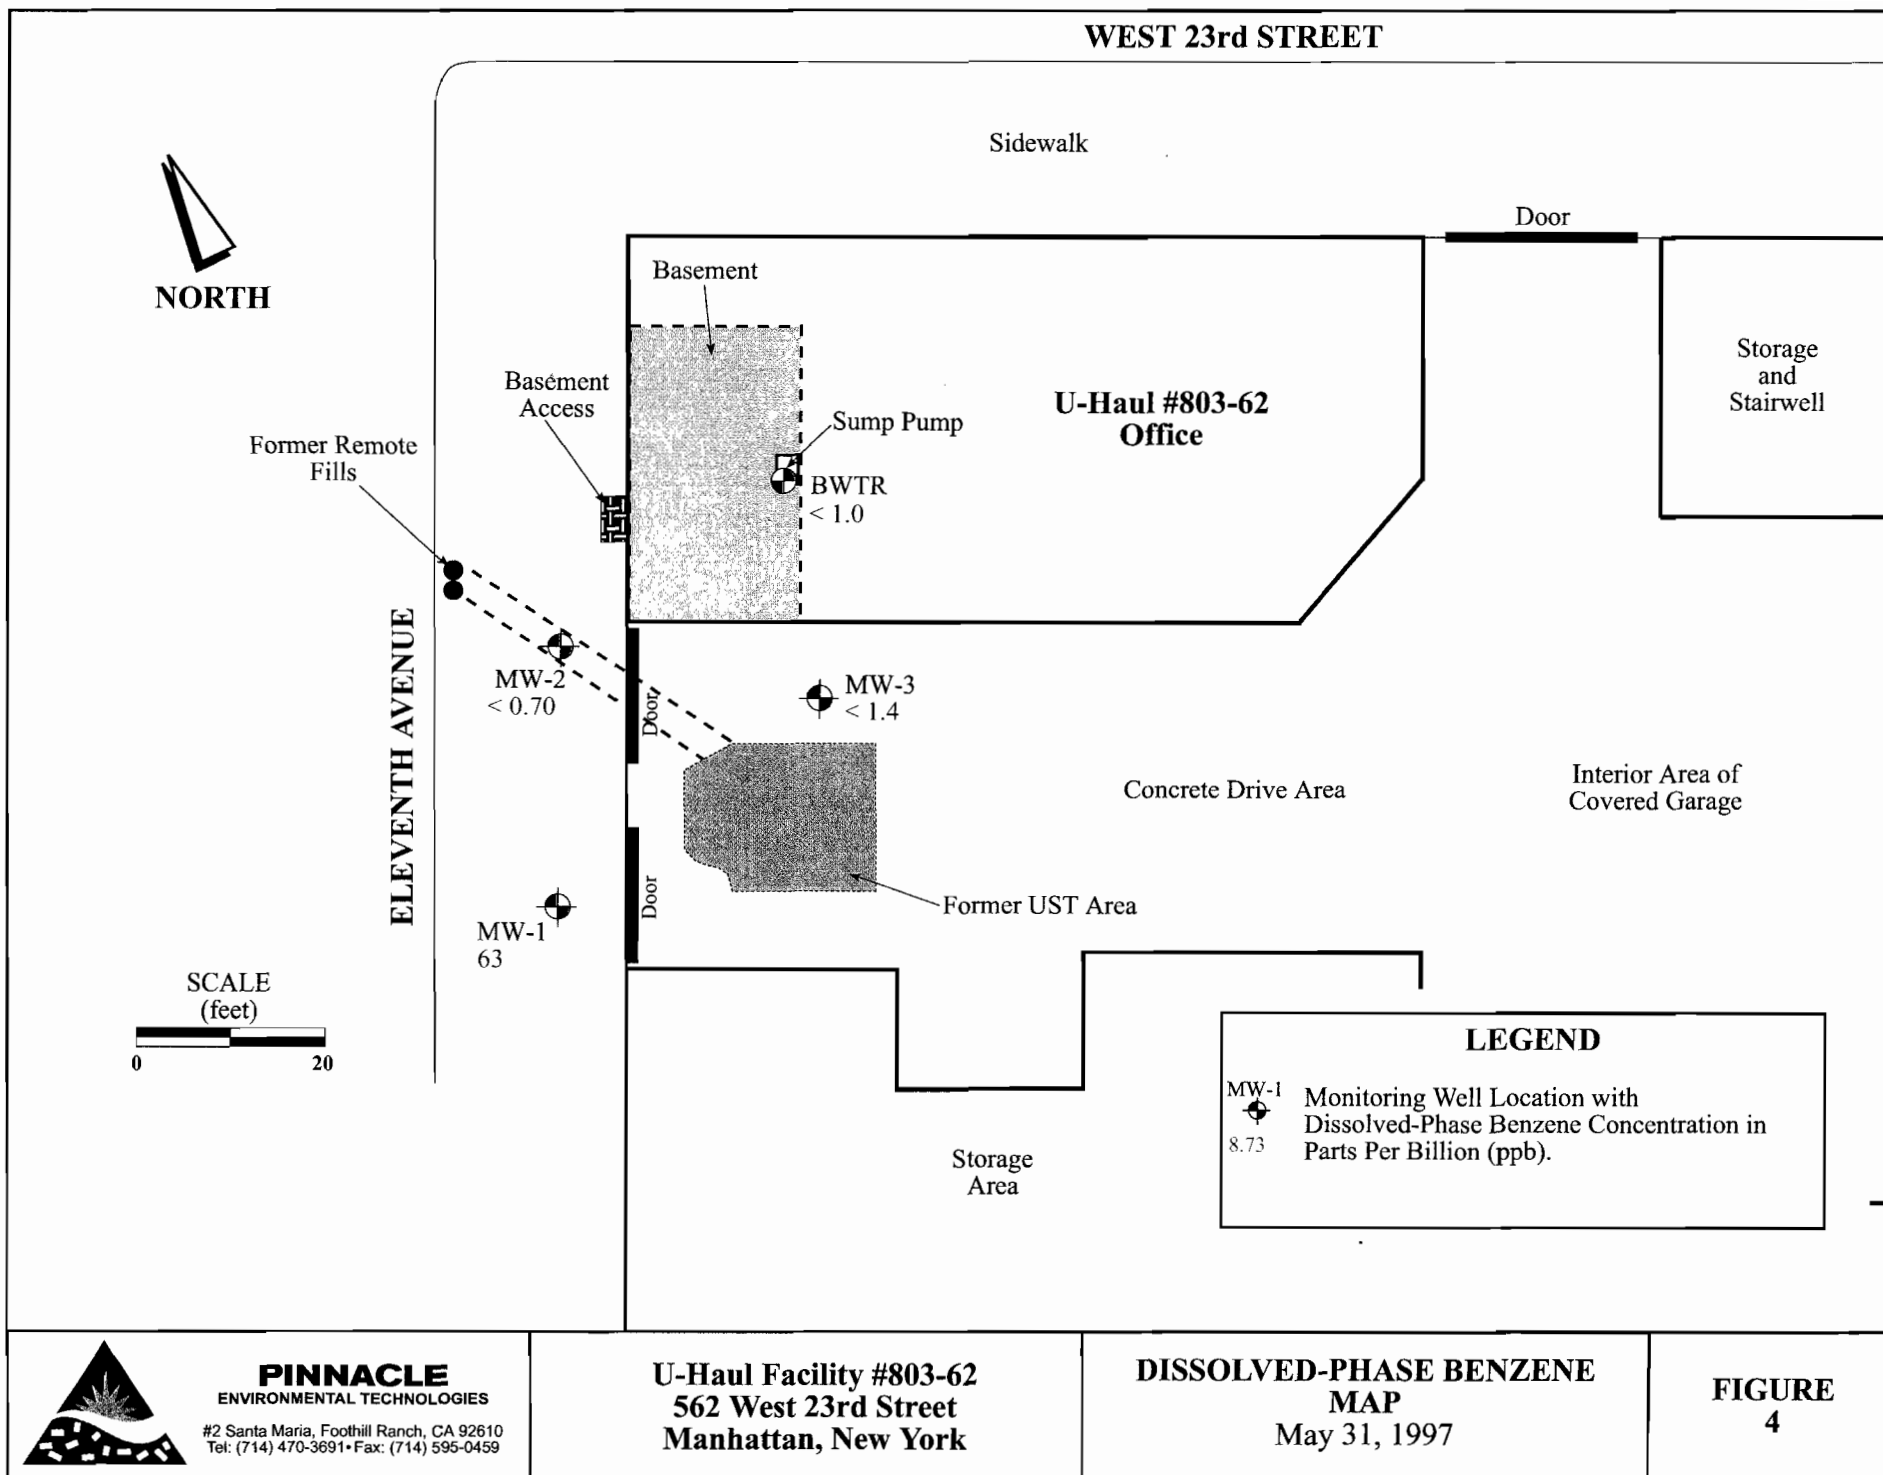 WEST 23rd STREET
Sidewalk
Door
NORTH
Basement
Storage
and
Stairwell
Basement
Access
U-Haul #803-62
Office
Sump Pump
Former Remote
Fills
BWTR
< 1.0
ELEVENTH AVENUE
MW-2
< 0.70
Door
MW-3
< 1.4
Concrete Drive Area
Interior Area of
Covered Garage
Door
Former UST Area
MW-1
63
SCALE
(feet)
0 20
LEGEND
MW-1
8.73
Monitoring Well Location with
Dissolved-Phase Benzene Concentration in
Parts Per Billion (ppb).
Storage
Area
PINNACLE
ENVIRONMENTAL TECHNOLOGIES
#2 Santa Maria, Foothill Ranch, CA 92610
Tel: (714) 470-3691•Fax: (714) 595-0459
U-Haul Facility #803-62
562 West 23rd Street
Manhattan, New York
DISSOLVED-PHASE BENZENE
MAP
May 31, 1997
FIGURE
4